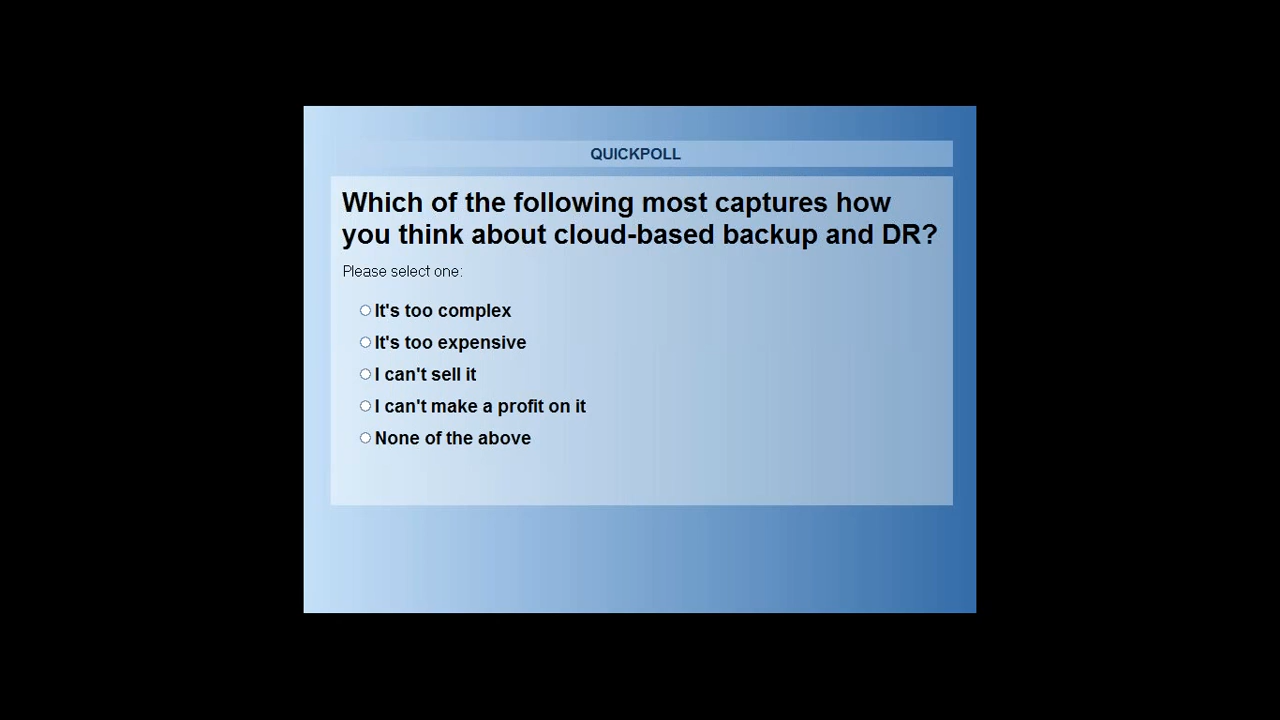 QUICKPOLL
Which of the following most captures how
you think about cloud-based backup and DR?
Please select one:
It's too complex
It's too expensive
I can't sell it
I can't make a profit on it
None of the above